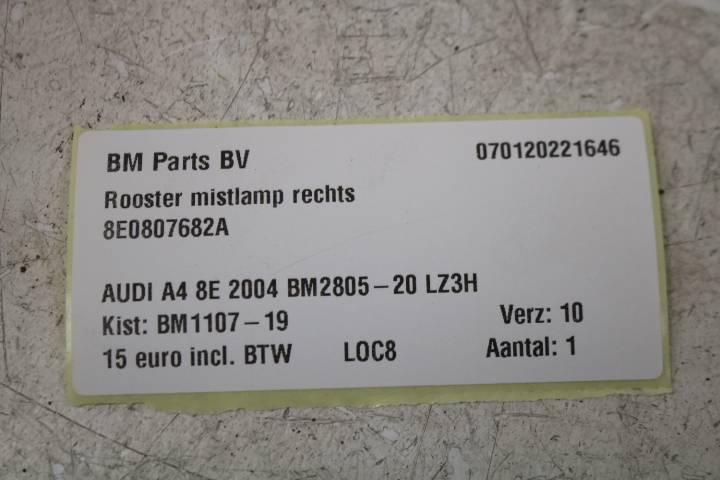 BM Parts BV 070120221646
Rooster mistlamp rechts
8E0807682A
AUDI A4 8E 2004 BM2805-20 LZ3H
Kist: BM1107-19 Verz: 10
15 euro incl. BTW LOC8 Aantal: 1